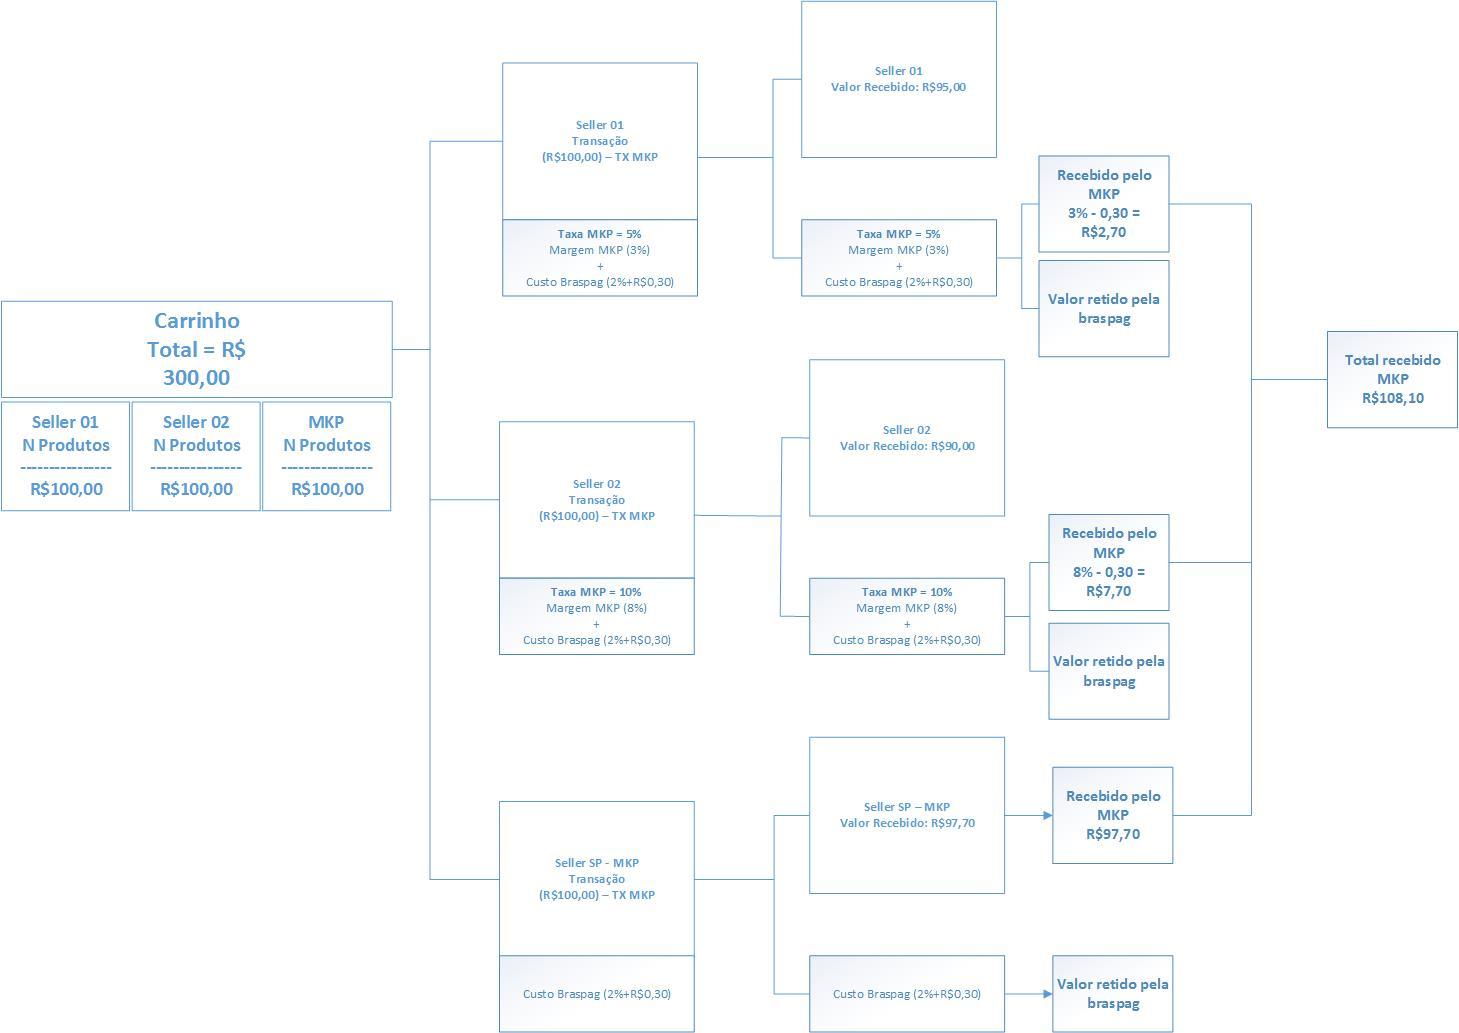 Carrinho
Total = R$
300,00
Seller 01
N Produtos
----------------
R$100,00
Seller 02
N Produtos
----------------
R$100,00
MKP
N Produtos
----------------
R$100,00
Seller 01
Transação
(R$100,00) – TX MKP
Taxa MKP = 5%
Margem MKP (3%)
+
Custo Braspag (2%+R$0,30)
Seller 01
Valor Recebido: R$95,00
Taxa MKP = 5%
Margem MKP (3%)
+
Custo Braspag (2%+R$0,30)
Recebido pelo
MKP
3% - 0,30 =
R$2,70
Valor retido pela
braspag
Seller 02
Transação
(R$100,00) – TX MKP
Taxa MKP = 10%
Margem MKP (8%)
+
Custo Braspag (2%+R$0,30)
Seller 02
Valor Recebido: R$90,00
Taxa MKP = 10%
Margem MKP (8%)
+
Custo Braspag (2%+R$0,30)
Recebido pelo
MKP
8% - 0,30 =
R$7,70
Valor retido pela
braspag
Seller SP - MKP
Transação
(R$100,00) – TX MKP
Custo Braspag (2%+R$0,30)
Seller SP – MKP
Valor Recebido: R$97,70
Custo Braspag (2%+R$0,30)
Recebido pelo
MKP
R$97,70
Valor retido pela
braspag
Total recebido
MKP
R$108,10